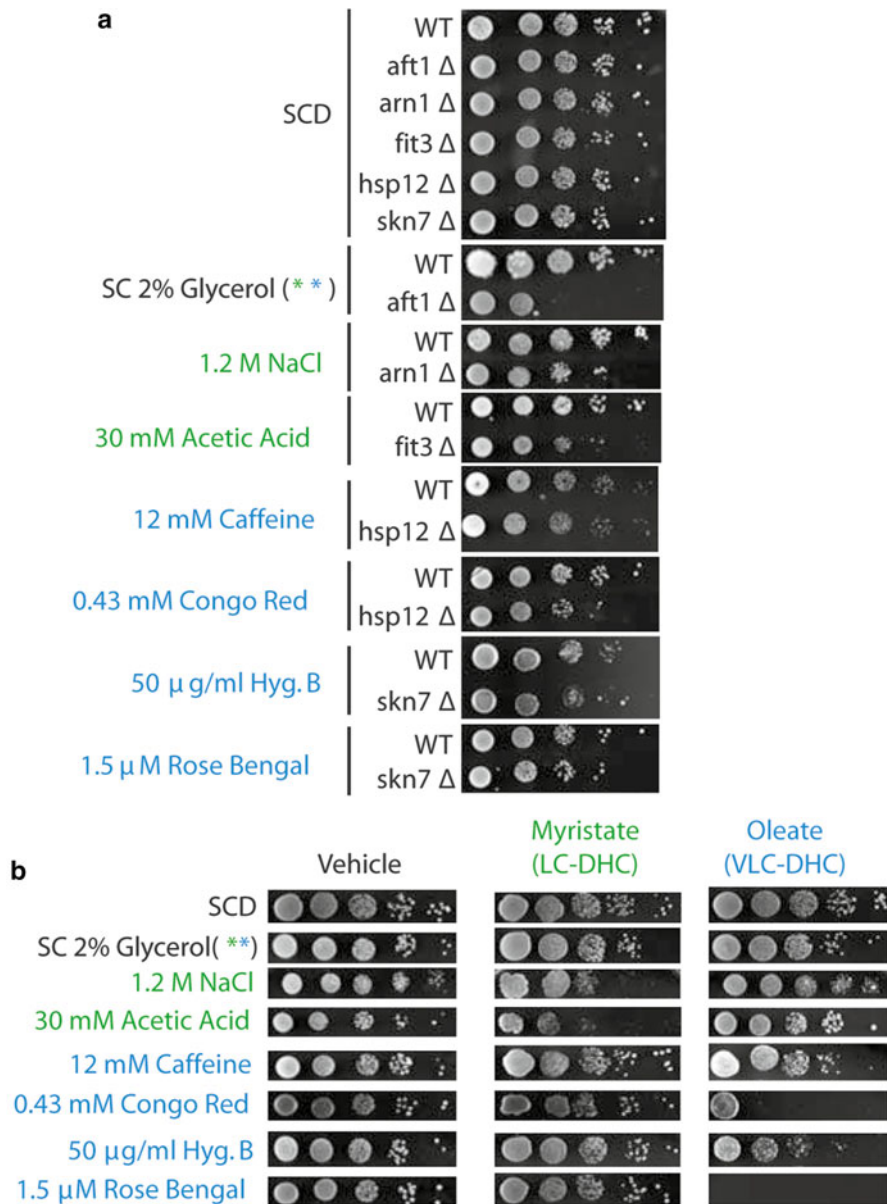 a
SCD
WT
aft1 Δ
arn1 Δ
fit3 Δ
hsp12 Δ
skn7 Δ
SC 2% Glycerol (* *)
WT
aft1 Δ
1.2 M NaCl
WT
arn1 Δ
30 mM Acetic Acid
WT
fit3 Δ
12 mM Caffeine
WT
hsp12 Δ
0.43 mM Congo Red
WT
hsp12 Δ
50 μ g/ml Hyg. B
WT
skn7 Δ
1.5 μ M Rose Bengal
WT
skn7 Δ
b
Vehicle
Myristate
(LC-DHC)
Oleate
(VLC-DHC)
SCD
SC 2% Glycerol( **)
1.2 M NaCl
30 mM Acetic Acid
12 mM Caffeine
0.43 mM Congo Red
50 μg/ml Hyg. B
1.5 μM Rose Bengal